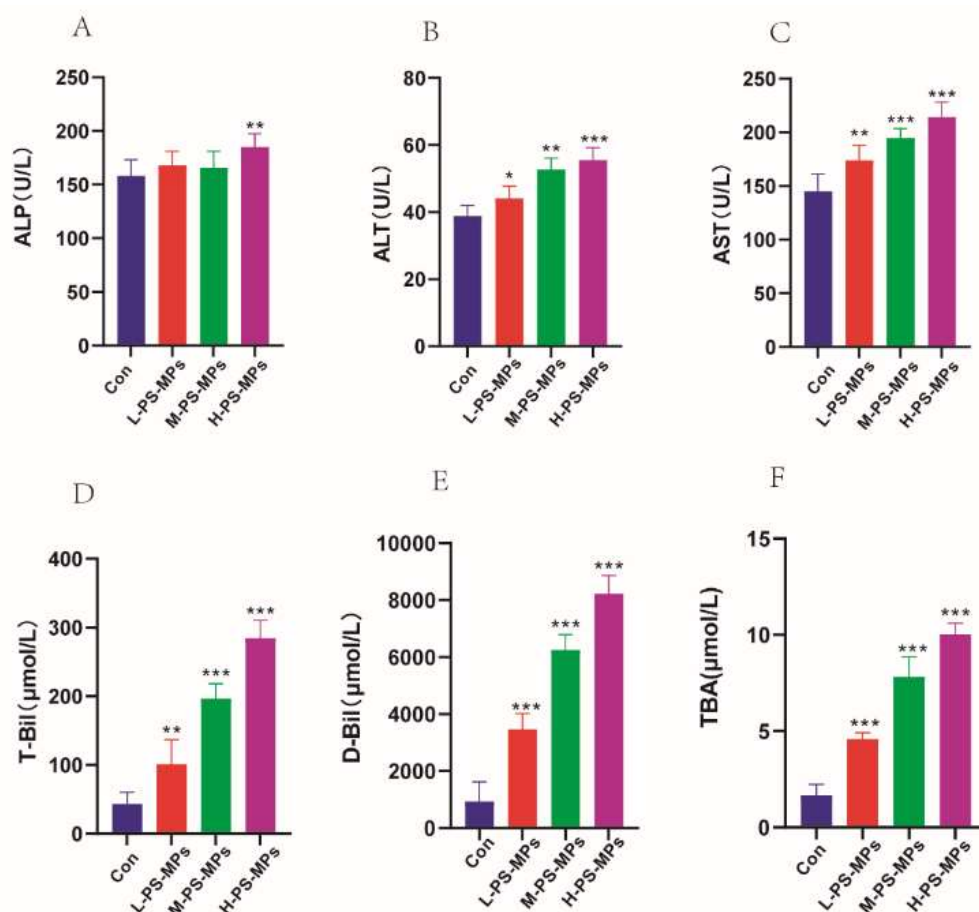 A
ALP(U/L)
250
200
150
100
50
0
**
Con
L-PS-MPs
M-PS-MPs
H-PS-MPs
B
ALT(U/L)
80
60
40
20
0
*
**
***
Con
L-PS-MPs
M-PS-MPs
H-PS-MPs
C
AST(U/L)
250
200
150
100
50
0
**
***
***
Con
L-PS-MPs
M-PS-MPs
H-PS-MPs
D
T-Bil(μmol/L)
400
300
200
100
0
**
***
***
Con
L-PS-MPs
M-PS-MPs
H-PS-MPs
E
D-Bil(μmol/L)
10000
8000
6000
4000
2000
0
***
***
***
Con
L-PS-MPs
M-PS-MPs
H-PS-MPs
F
TBA(μmol/L)
15
10
5
0
***
***
***
Con
L-PS-MPs
M-PS-MPs
H-PS-MPs